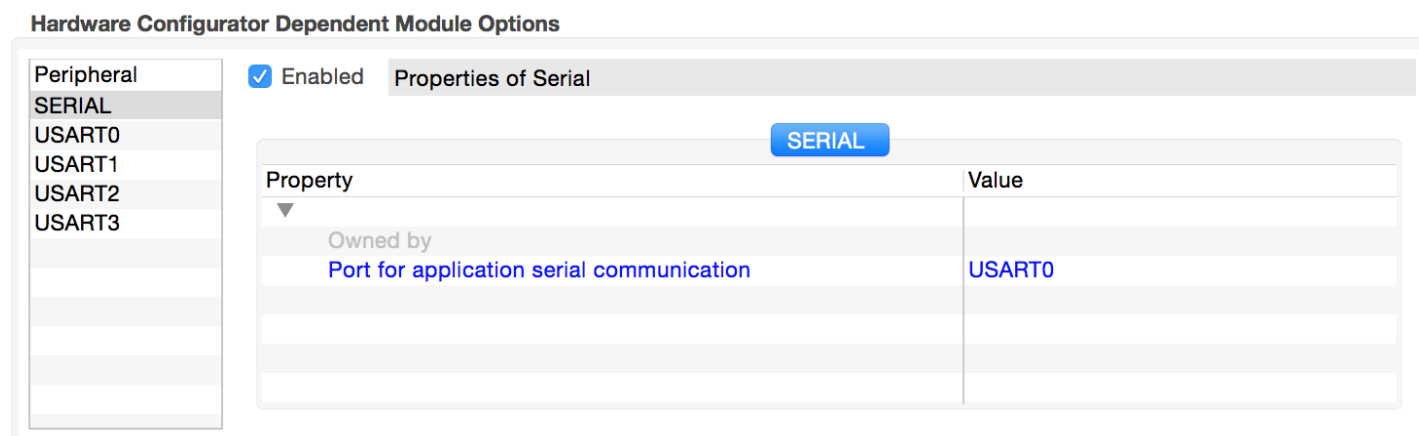 Hardware Configurator Dependent Module Options
Peripheral
SERIAL
USART0
USART1
USART2
USART3
Enabled
Properties of Serial
SERIAL
Property Value
Owned by
Port for application serial communication USART0